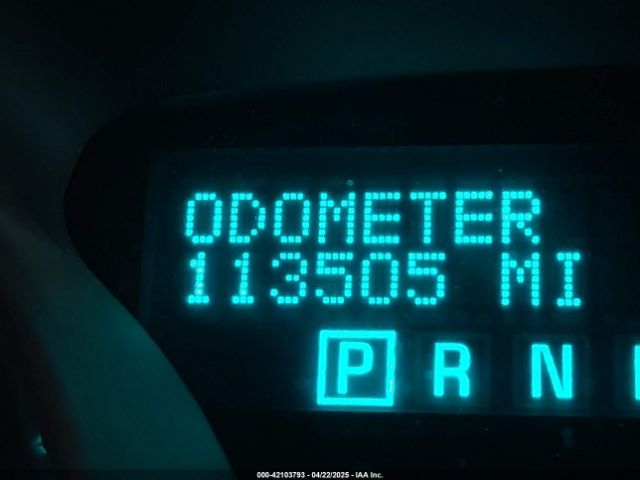 ODOMETER
113505 MI
P R N
000-42103793 - 04/22/2025 - IAA Inc.